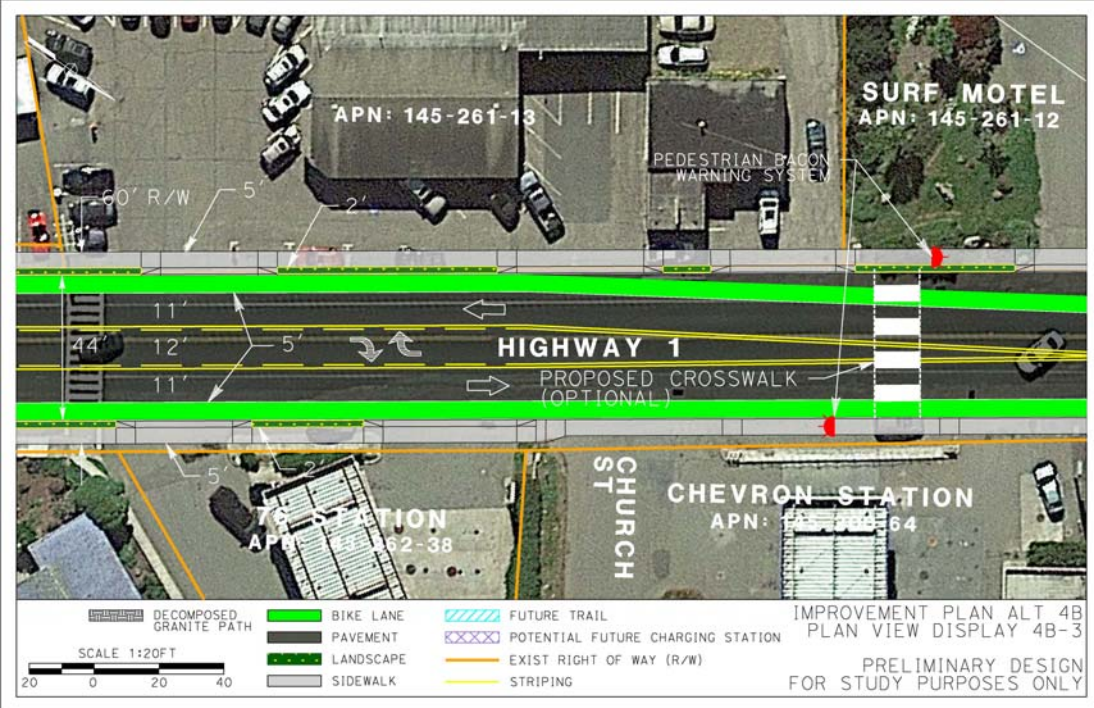 SURF MOTEL
APN: 145-261-12
APN: 145-261-13
PEDESTRIAN BACON
WARNING SYSTEM
60' R/W
5'
2'
11'
44'
12'
5'
HIGHWAY 1
11'
PROPOSED CROSSWALK
(OPTIONAL)
5'
2'
CHURCH
ST
CHEVRON STATION
APN:
76 STATION
APN:
DECOMPOSED
GRANITE PATH
SCALE 1:20FT
20 0 20 40
BIKE LANE
PAVEMENT
LANDSCAPE
SIDEWALK
FUTURE TRAIL
POTENTIAL FUTURE CHARGING STATION
EXIST RIGHT OF WAY (R/W)
STRIPING
IMPROVEMENT PLAN ALT 4B
PLAN VIEW DISPLAY 4B-3
PRELIMINARY DESIGN
FOR STUDY PURPOSES ONLY